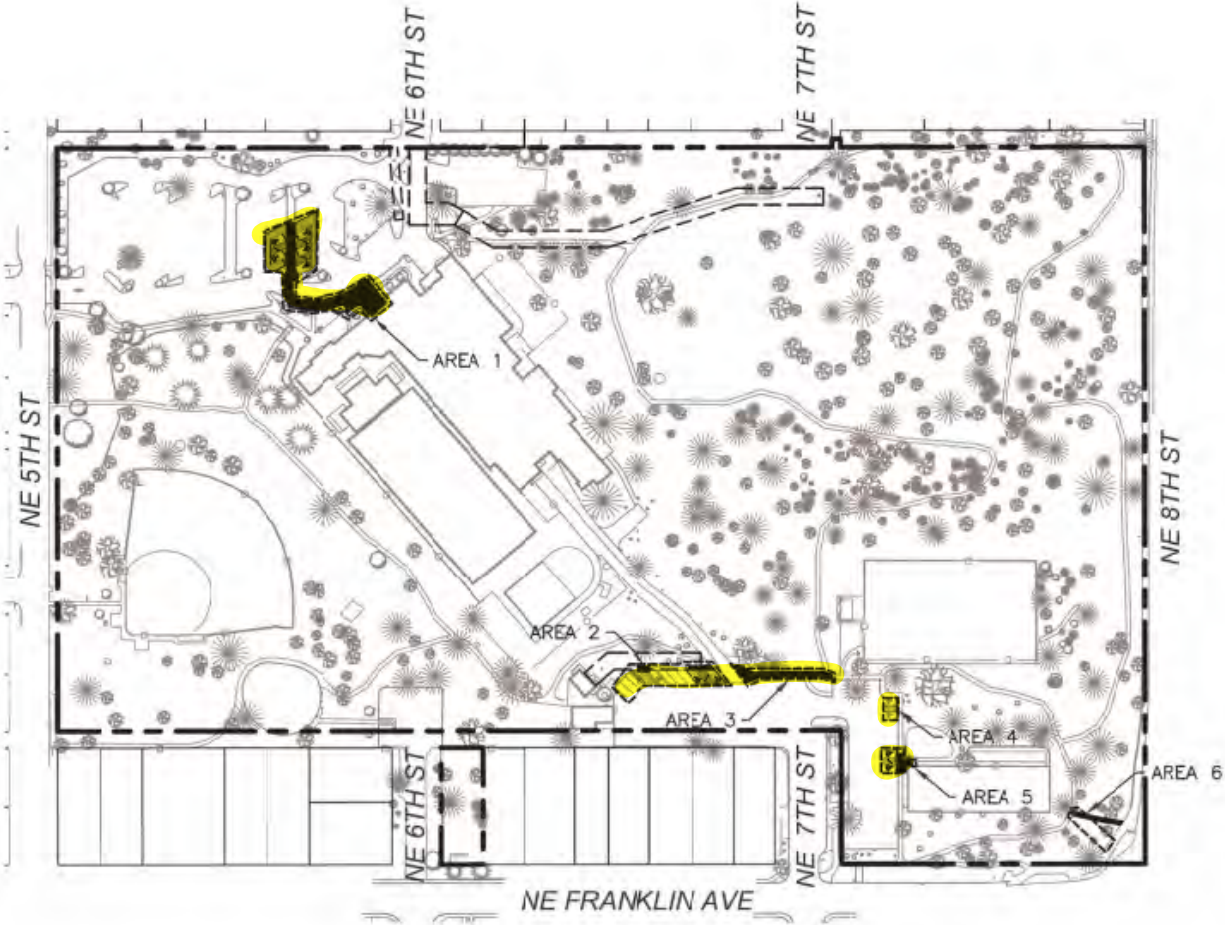 NE 6TH ST
NE 7TH ST
AREA 1
NE 5TH ST
NE 8TH ST
AREA 2
AREA 3
AREA 4
AREA 6
AREA 5
NE 6TH ST
NE 7TH ST
NE FRANKLIN AVE